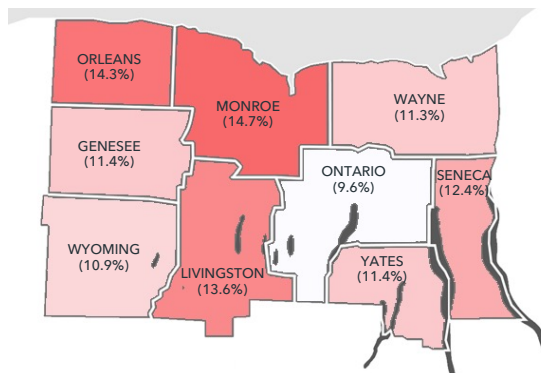 ORLEANS
(14.3%)
MONROE
(14.7%)
WAYNE
(11.3%)
GENESEE
(11.4%)
ONTARIO
(9.6%)
SENECA
(12.4%)
WYOMING
(10.9%)
LIVINGSTON
(13.6%)
YATES
(11.4%)